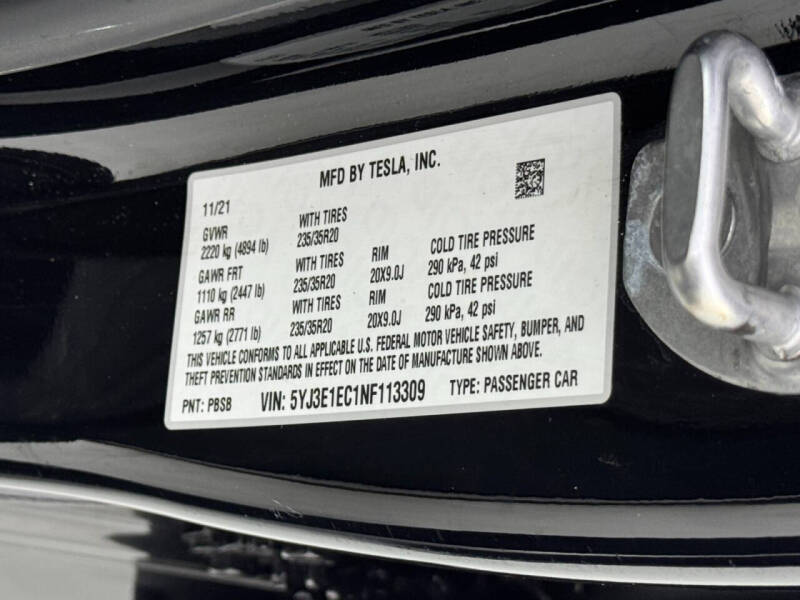 MFD BY TESLA, INC.
11/21
GVWR WITH TIRES
2220 kg (4894 lb) 235/35R20
GAWR FRT WITH TIRES RIM COLD TIRE PRESSURE
1110 kg (2447 lb) 235/35R20 20X9.0J 290 kPa, 42 psi
GAWR RR WITH TIRES RIM COLD TIRE PRESSURE
1257 kg (2771 lb) 235/35R20 20X9.0J 290 kPa, 42 psi
THIS VEHICLE CONFORMS TO ALL APPLICABLE U.S. FEDERAL MOTOR VEHICLE SAFETY, BUMPER, AND
THEFT PREVENTION STANDARDS IN EFFECT ON THE DATE OF MANUFACTURE SHOWN ABOVE.
PNT: PBSB VIN: 5YJ3E1EC1NF113309 TYPE: PASSENGER CAR